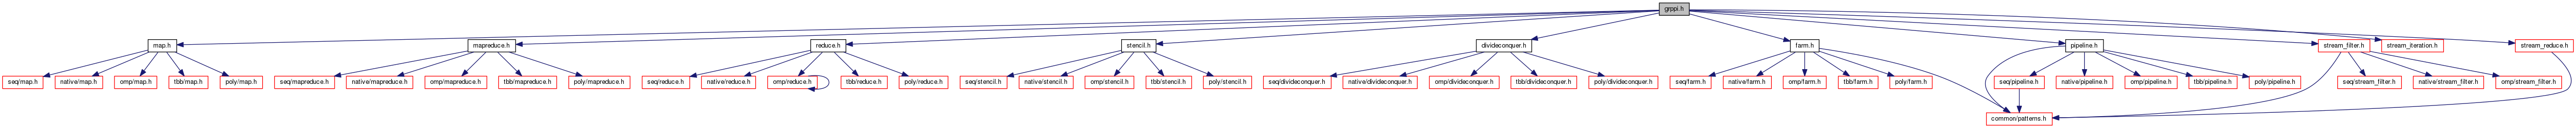 grppi.h
map.h
mapreduce.h
reduce.h
stencil.h
divideconquer.h
farm.h
pipeline.h
stream_filter.h
stream_iteration.h
stream_reduce.h
seq/map.h
native/map.h
omp/map.h
tbb/map.h
poly/map.h
seq/mapreduce.h
native/mapreduce.h
omp/mapreduce.h
tbb/mapreduce.h
poly/mapreduce.h
seq/reduce.h
native/reduce.h
omp/reduce.h
tbb/reduce.h
poly/reduce.h
seq/stencil.h
native/stencil.h
omp/stencil.h
tbb/stencil.h
poly/stencil.h
seq/divideconquer.h
native/divideconquer.h
omp/divideconquer.h
tbb/divideconquer.h
poly/divideconquer.h
seq/farm.h
native/farm.h
omp/farm.h
tbb/farm.h
poly/farm.h
seq/pipeline.h
native/pipeline.h
omp/pipeline.h
tbb/pipeline.h
poly/pipeline.h
seq/stream_filter.h
native/stream_filter.h
omp/stream_filter.h
common/patterns.h